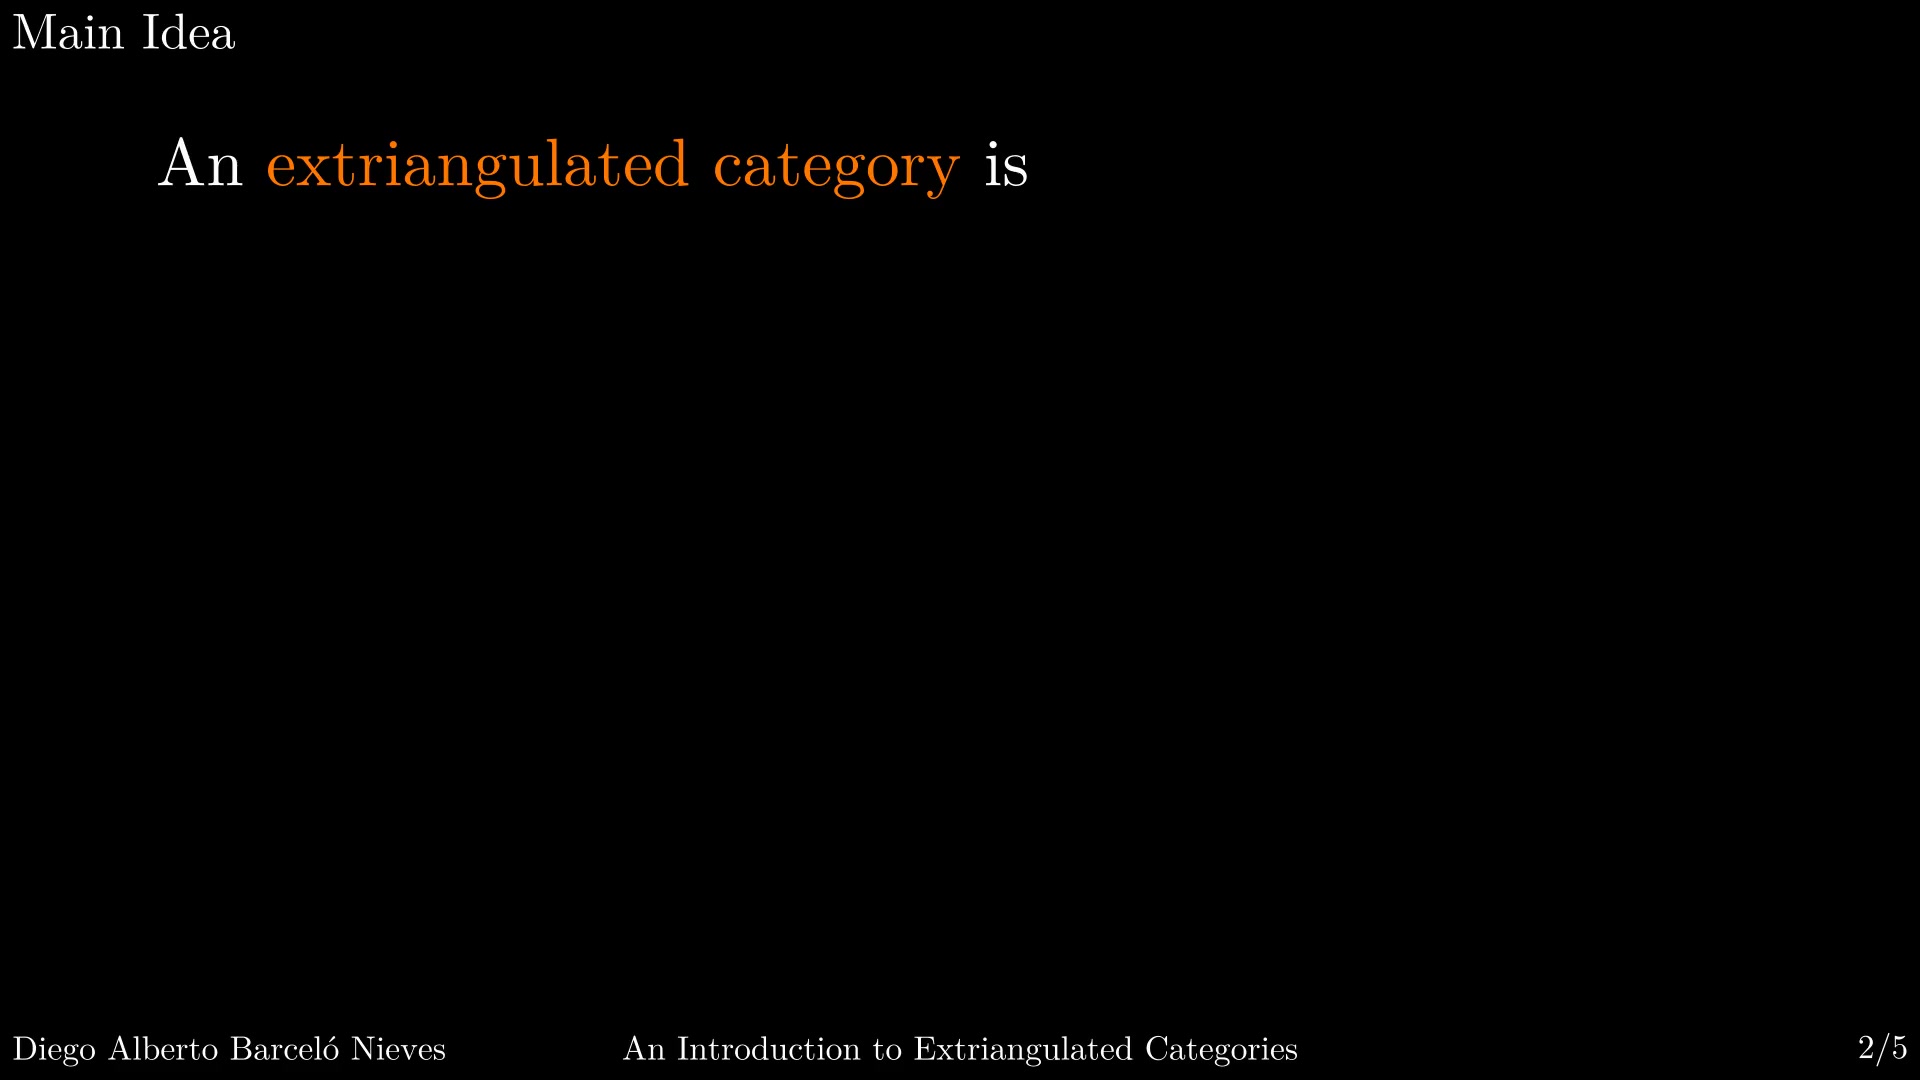 Main Idea
An extriangulated category is
Diego Alberto Barceló Nieves
An Introduction to Extriangulated Categories
2/5